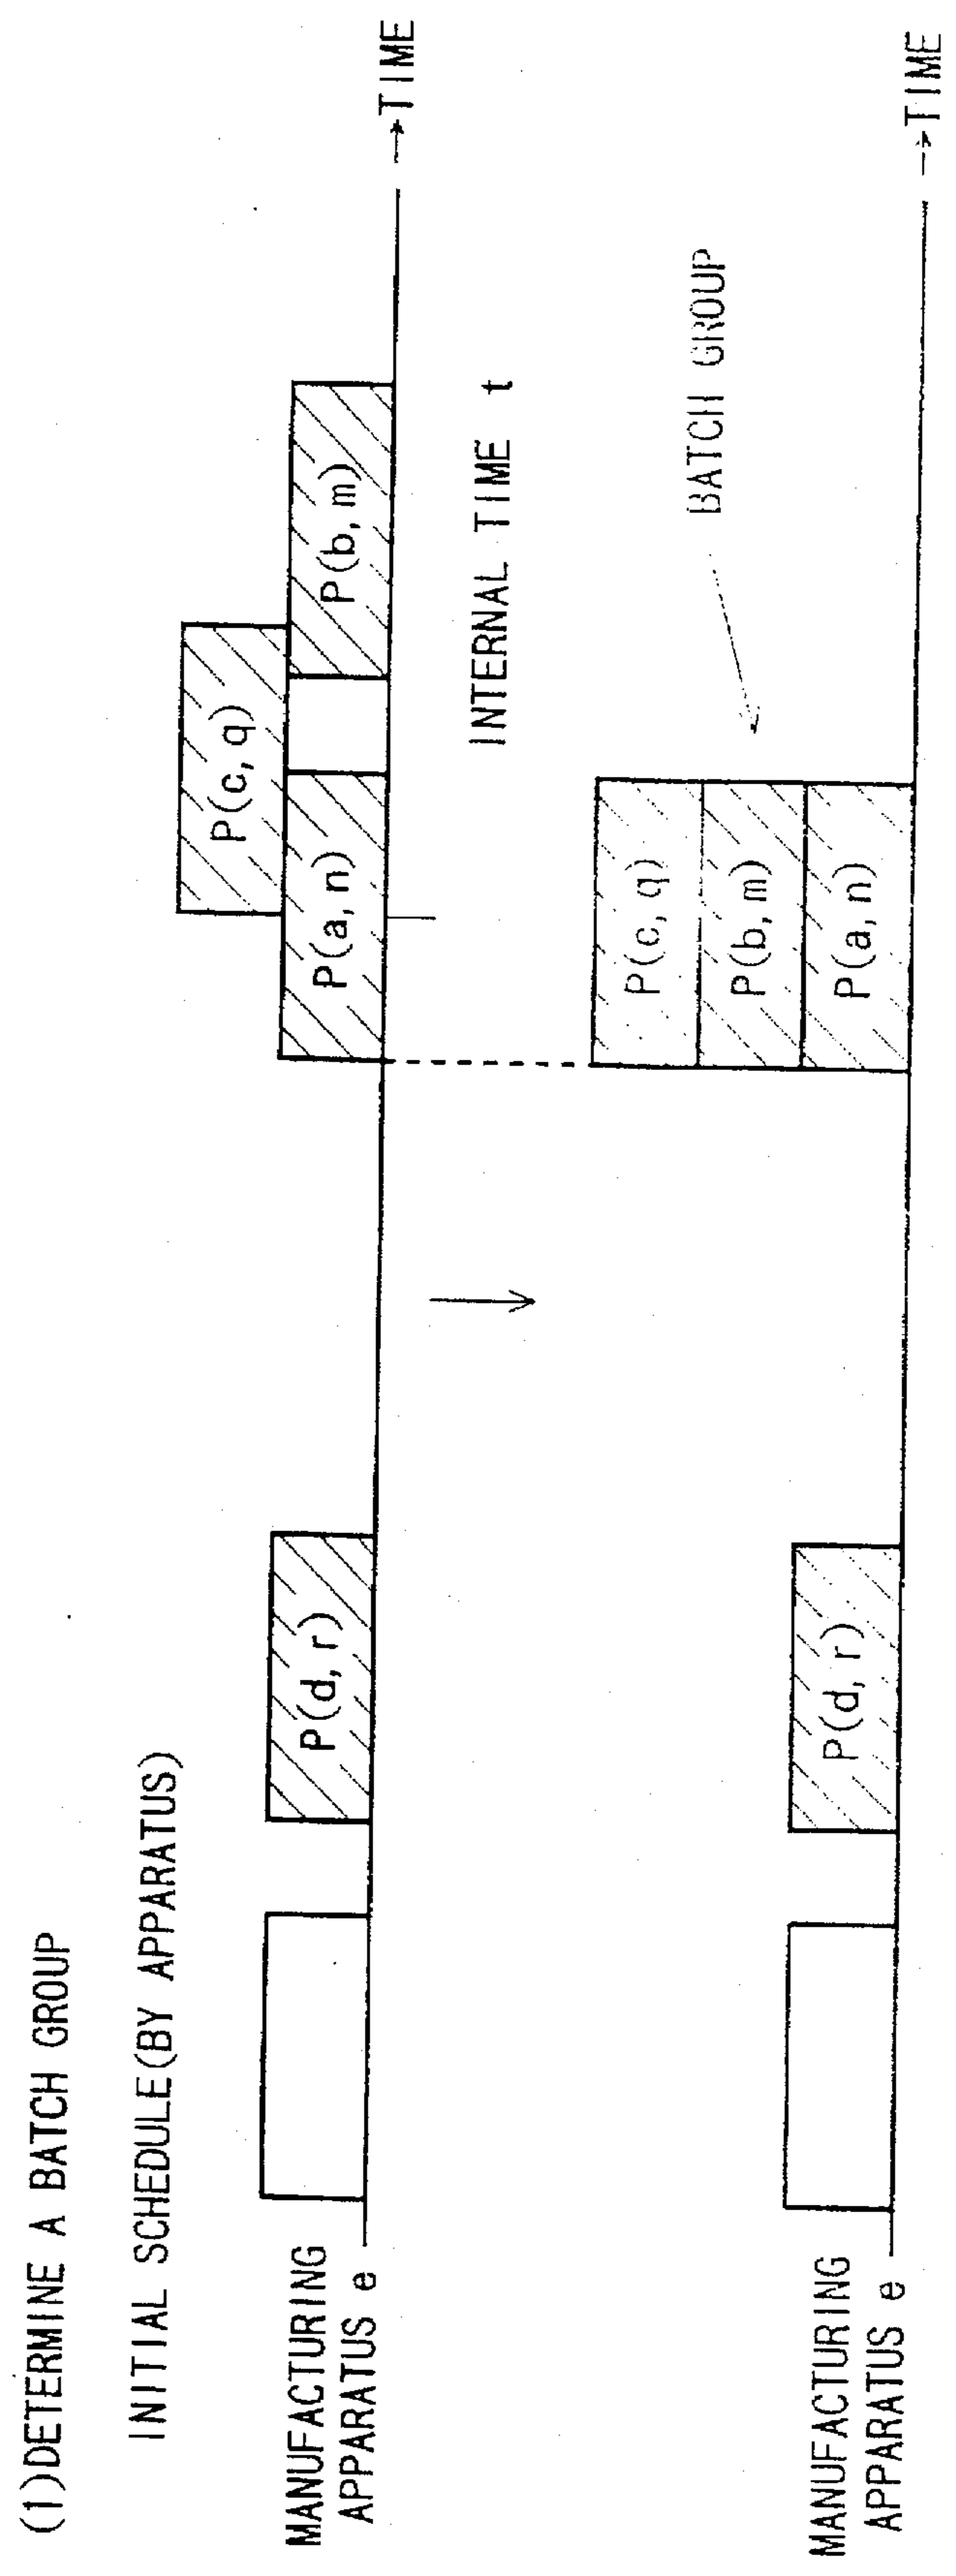 (1)DETERMINE A BATCH GROUP
INITIAL SCHEDULE(BY APPARATUS)
MANUFACTURING
APPARATUS e
P(d, r)
P(a, n)
P(c, q)
P(b, m)
→TIME
INTERNAL TIME t
BATCH GROUP
MANUFACTURING
APPARATUS e
P(d, r)
P(c, q)
P(b, m)
P(a, n)
→TIME